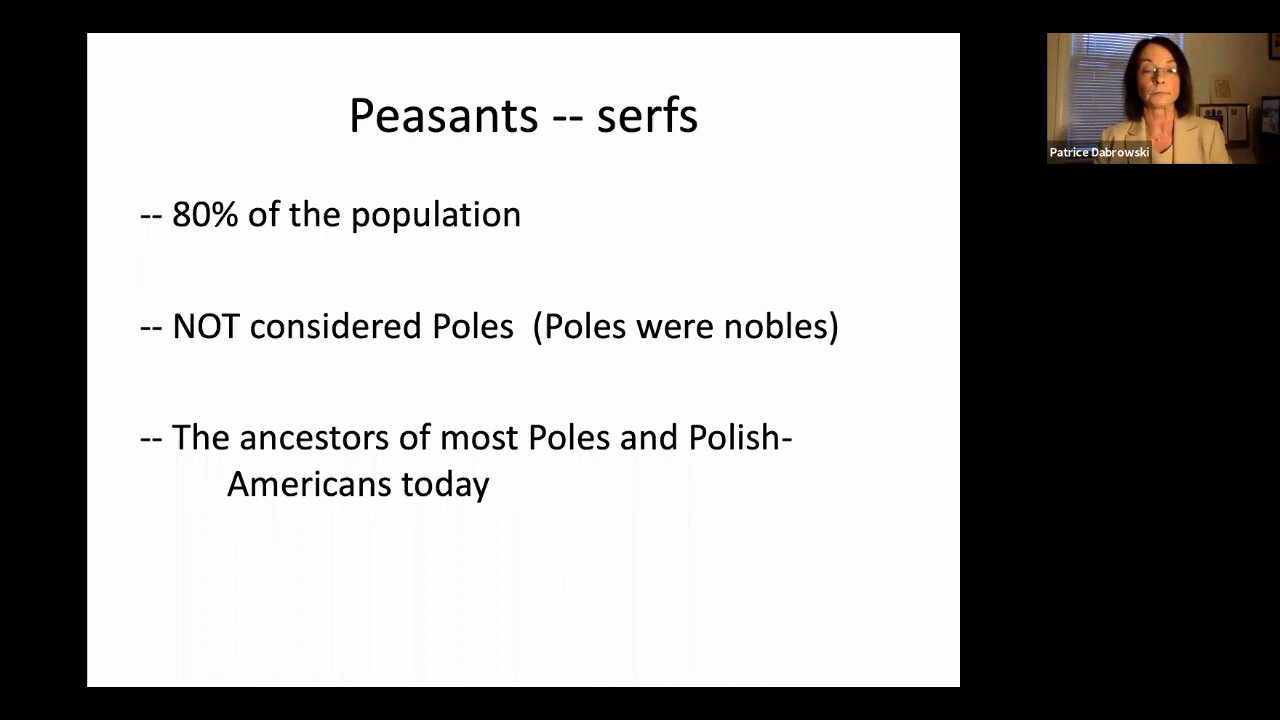 Peasants -- serfs
-- 80% of the population
-- NOT considered Poles  (Poles were nobles)
-- The ancestors of most Poles and Polish-
Americans today
Patrice Dabrowski